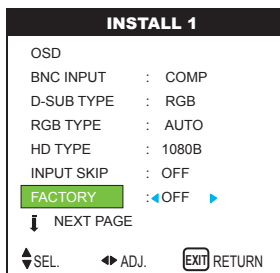 INSTALL 1
OSD
BNC INPUT : COMP
D-SUB TYPE : RGB
RGB TYPE : AUTO
HD TYPE : 1080B
INPUT SKIP : OFF
FACTORY : OFF
NEXT PAGE
SEL. ADJ. EXIT RETURN